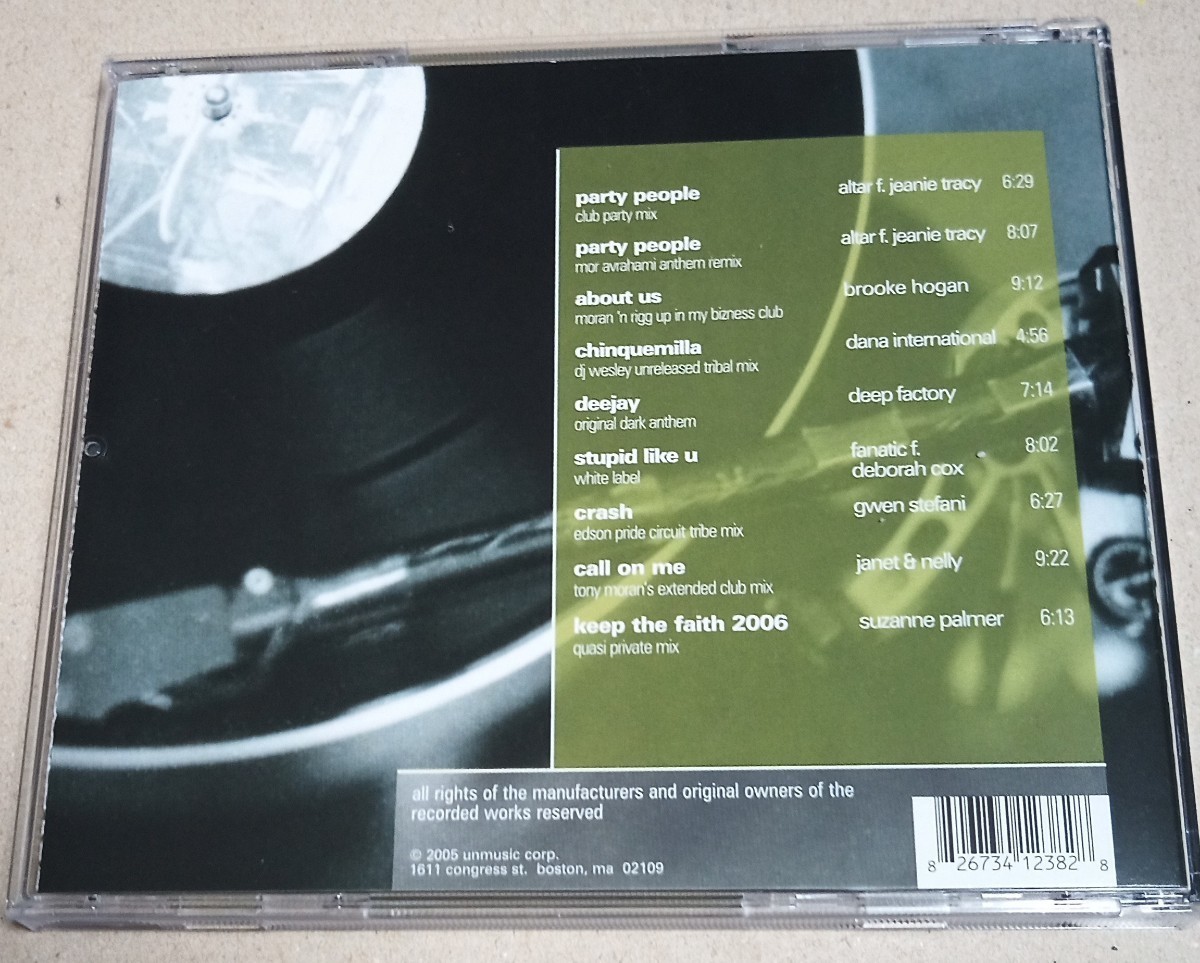 party people altar f. jeanie tracy 6:29
club party mix
party people altar f. jeanie tracy 8:07
mor avrahami anthem remix
about us brooke hogan 9:12
moran 'n rigg up in my bizness club
chinquemilla dana international 4:56
dj wesley unreleased tribal mix
deejay deep factory 7:14
original dark anthem
stupid like u fanatic f. 8:02
deborah cox
white label
crash gwen stefani 6:27
edson pride circuit tribe mix
call on me janet & nelly 9:22
tony moran's extended club mix
keep the faith 2006 suzanne palmer 6:13
quasi private mix
all rights of the manufacturers and original owners of the
recorded works reserved
© 2005 unmusic corp.
1611 congress st. boston, ma 02109
8 26734 12382 8